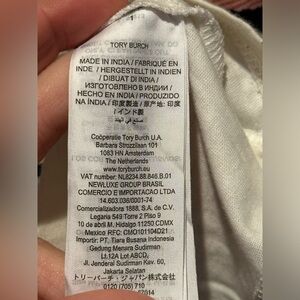 TORY BURCH
MADE IN INDIA / FABRIQUÉ EN
INDE / HERGESTELLT IN INDIEN
/ DIBUAT DI INDIA /
ИЗГОТОВЛЕНО В ИНДИИ /
HECHO EN INDIA / PRODUZIDO
NA ÍNDIA / 印度製造 / 原产地: 印度
/ インド製
صنع في الهند
Coöperatie Tory Burch U.A.
Barbara Strozzilaan 101
1083 HN Amsterdam
The Netherlands
www.toryburch.eu
VAT number: NL8234.88.846.B.01
NEWLUXE GROUP BRASIL
COMERCIO E IMPORTACAO LTDA
14.603.036/0001-74
Comercializadora 1888, S.A. de C.V.
Legaria 549 Torre 2 Piso 9
10 de Abril, M. Hidalgo 11250 CDMX
Mexico RFC: CMO101104D21
Importir: PT. Tiara Busana Indonesia
Gedung Menara Sudirman
Lt.12A Lot ABCD,
Jl. Jenderal Sudirman Kav. 60,
Jakarta Selatan
トリー・バーチ・ジャパン株式会社
0120 (705) 710